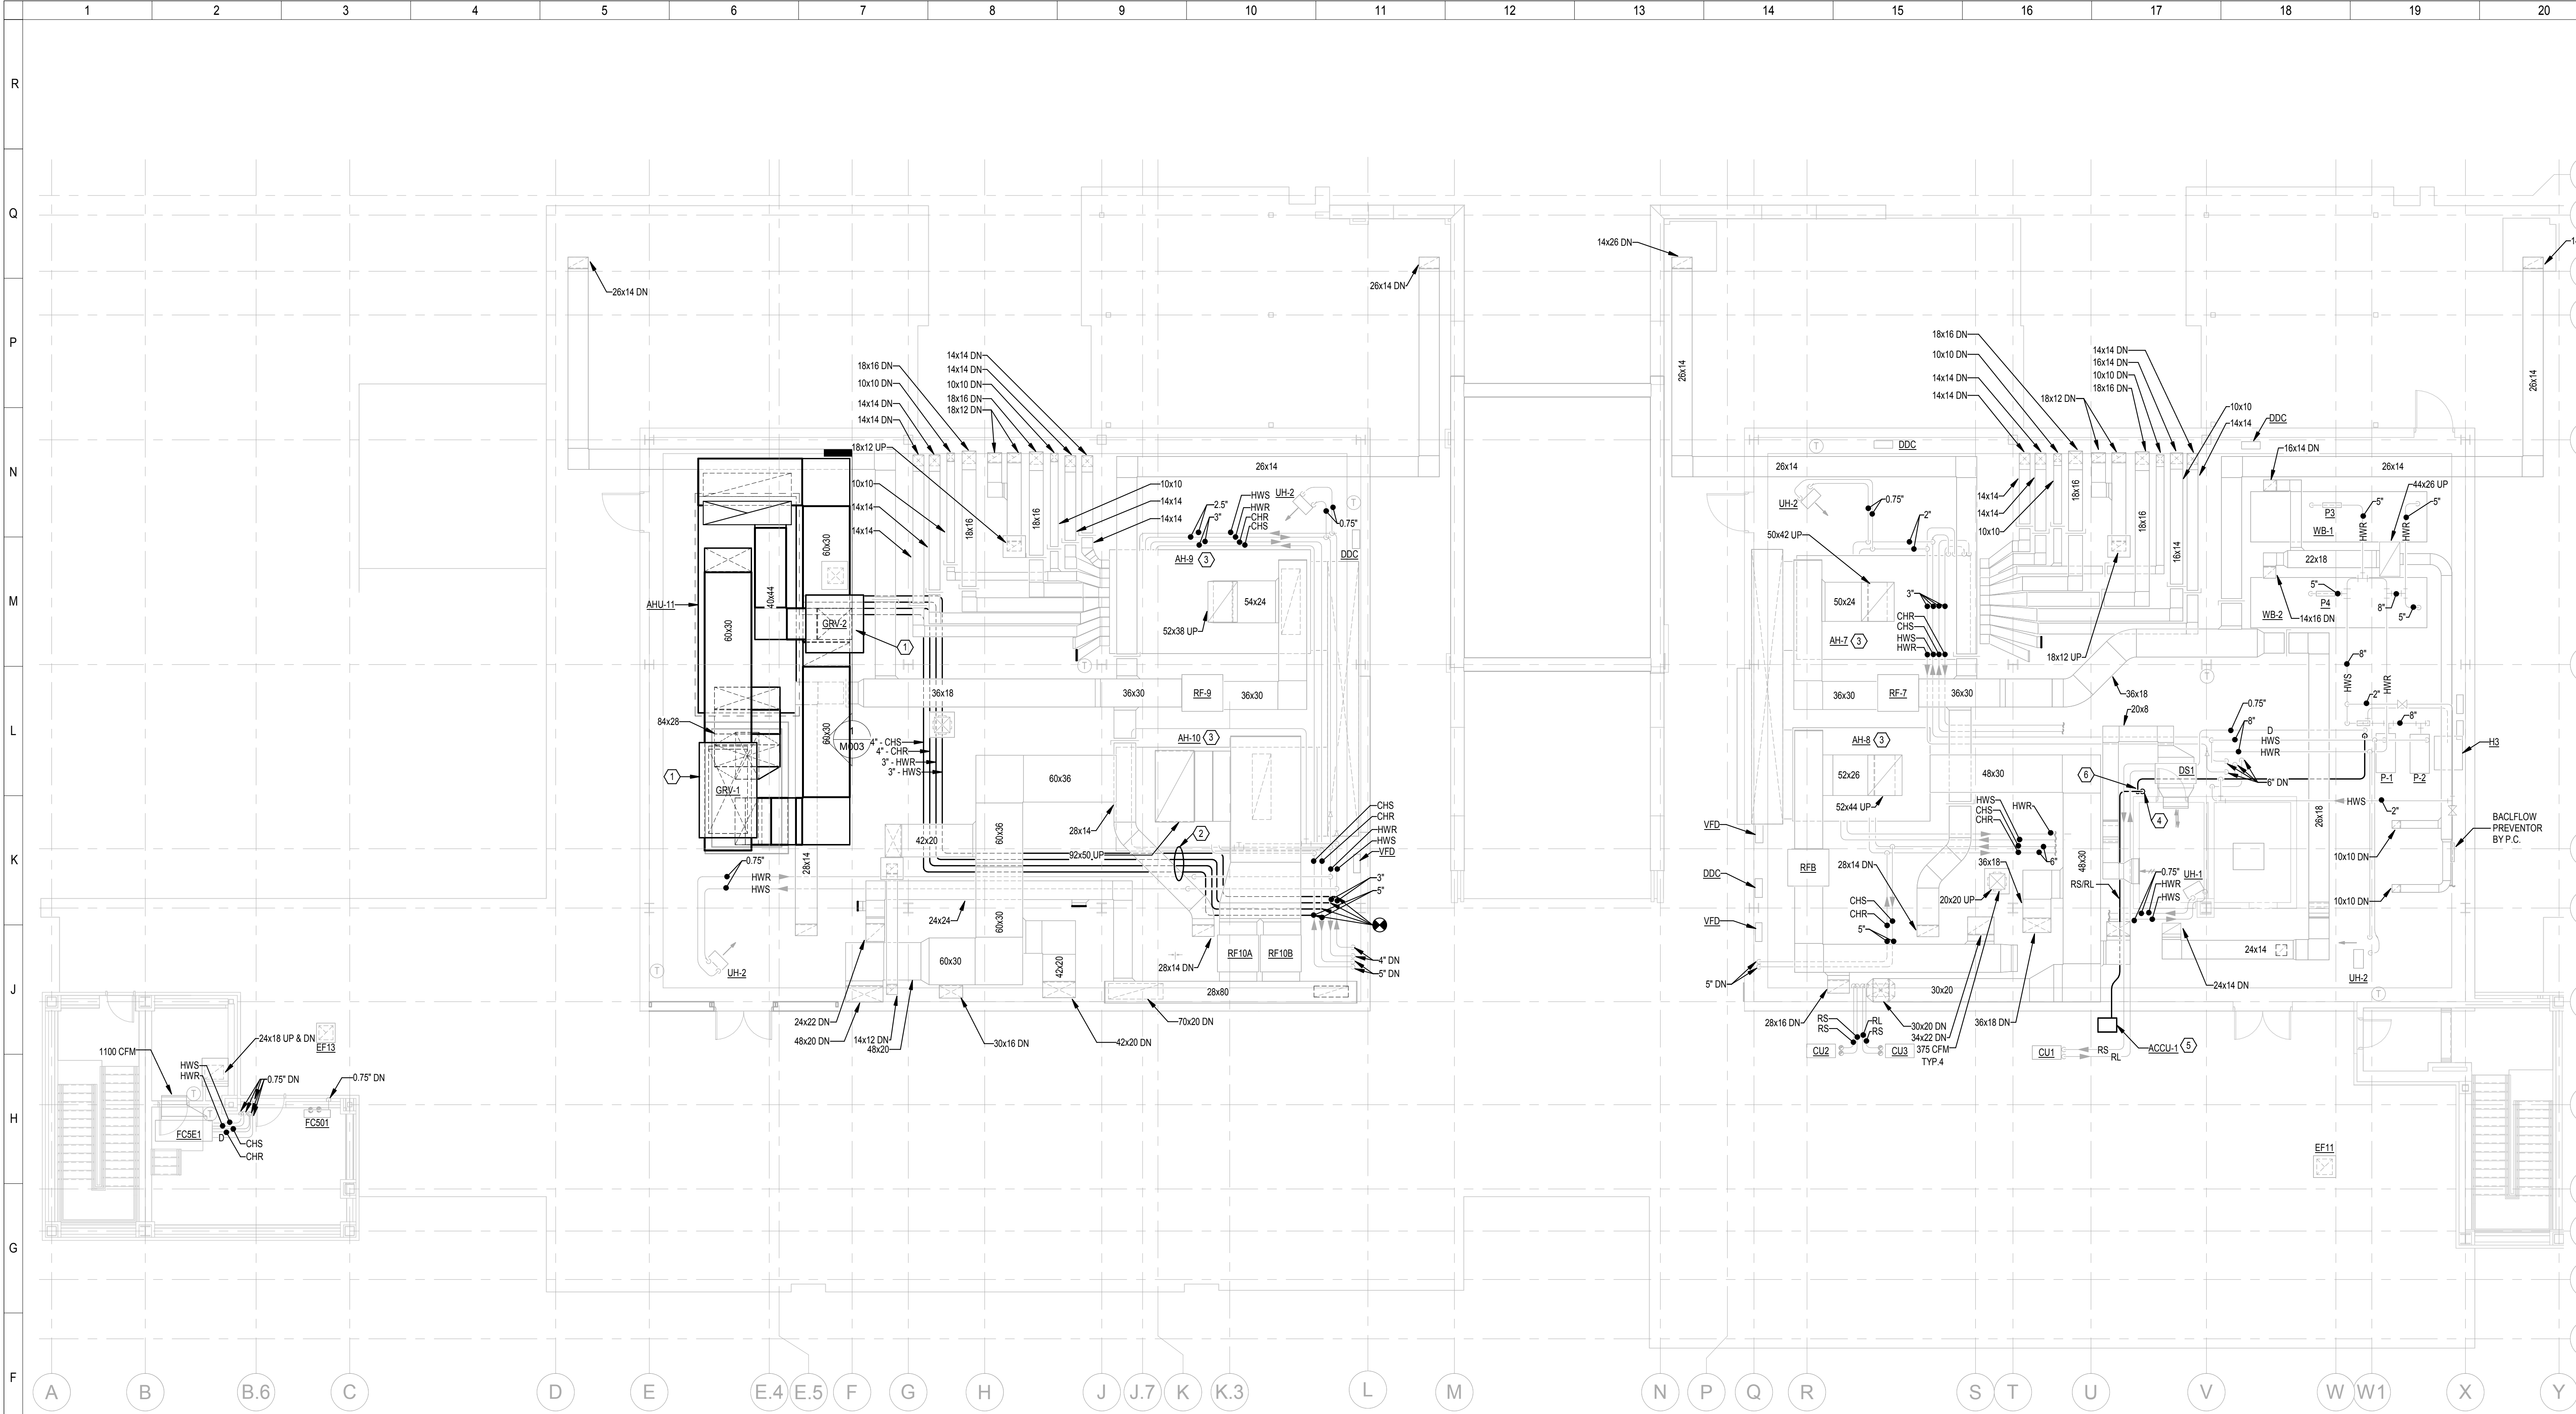 1 2 3 4 5 6 7 8 9 10 11 12 13 14 15 16 17 18 19 20
R
Q
P
N
M
L
K
J
H
G
F
14x26 DN
26x14 DN
26x14 DN
26x14
26x14
18x16 DN
10x10 DN
14x14 DN
14x14 DN
14x14 DN
14x14 DN
10x10 DN
18x16 DN
18x12 DN
18x12 UP
10x10
14x14
14x14
18x16
18x16
10x10
14x14
14x14
26x14
2.5"
3"
HWS
HWR
CHR
CHS
UH-2
0.75"
DDC
AH-9
3
54x24
52x38 UP
AHU-11
60x30
40x44
60x30
GRV-2
1
60x30
84x28
1
GRV-1
1
M003
36x18
36x30
RF-9
36x30
4" - CHS
4" - CHR
3" - HWR
3" - HWS
AH-10
3
60x36
60x36
28x14
92x50 UP
2
42x20
CHS
CHR
HWR
HWS
VFD
3"
5"
0.75"
HWR
HWS
28x14
24x24
60x30
60x30
42x20
28x14 DN
RF10A
RF10B
4" DN
5" DN
UH-2
28x80
24x22 DN
48x20 DN
14x12 DN
48x20
30x16 DN
42x20 DN
70x20 DN
1100 CFM
24x18 UP & DN
EF13
HWS
HWR
0.75" DN
0.75" DN
FC5E1
D
CHS
CHR
FC501
18x16 DN
10x10 DN
14x14 DN
14x14 DN
14x14 DN
16x14 DN
10x10 DN
18x16 DN
18x12 DN
10x10
14x14
DDC
DDC
26x14
UH-2
0.75"
2"
50x42 UP
14x14
14x14
10x10
18x16
18x16
16x14
16x14 DN
26x14
44x26 UP
P3
5"
5"
WB-1
HWR
HWR
22x18
5"
P4
8"
5"
WB-2
14x16 DN
50x24
3"
CHR
CHS
HWS
HWR
AH-7
3
18x12 UP
36x30
RF-7
36x30
36x18
20x8
8"
HWS
HWR
2"
8"
0.75"
8"
D
HWS
HWR
H3
P-1
P-2
6" DN
DS1
6
4
AH-8
3
52x26
52x44 UP
48x30
HWS
CHS
CHR
HWR
6"
HWS
2"
26x18
BACLFLOW
PREVENTOR
BY P.C.
10x10 DN
10x10 DN
VFD
DDC
VFD
RFB
28x14 DN
36x18
20x20 UP
48x30
RS/RL
0.75"
HWR
HWS
UH-1
CHS
CHR
5"
24x14
UH-2
24x14 DN
5" DN
28x16 DN
30x20
30x20 DN
34x22 DN
375 CFM
TYP.4
36x18 DN
RS
RS
RL
RS
CU2
CU3
CU1
RS
RL
ACCU-1
5
EF11
A B B.6 C D E E.4 E.5 F G H J J.7 K K.3 L M N P Q R S T U V W W1 X Y